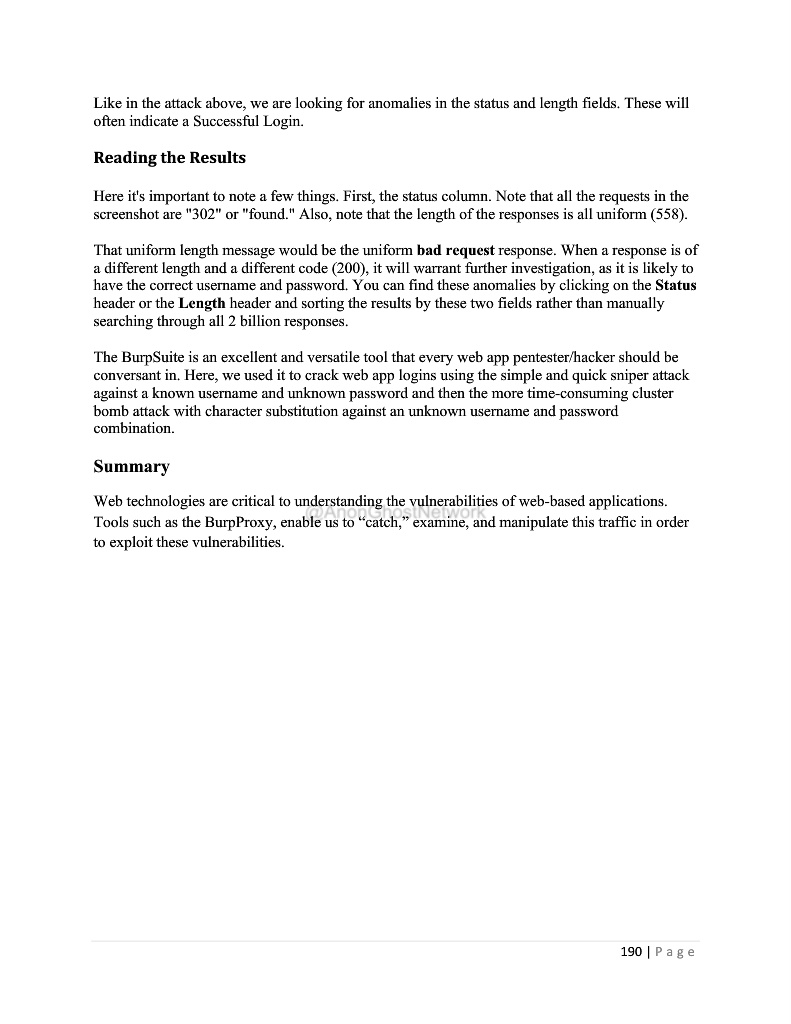 Like in the attack above, we are looking for anomalies in the status and length fields. These will
often indicate a Successful Login.
Reading the Results
Here it's important to note a few things. First, the status column. Note that all the requests in the
screenshot are "302" or "found." Also, note that the length of the responses is all uniform (558).
That uniform length message would be the uniform bad request response. When a response is of
a different length and a different code (200), it will warrant further investigation, as it is likely to
have the correct username and password. You can find these anomalies by clicking on the Status
header or the Length header and sorting the results by these two fields rather than manually
searching through all 2 billion responses.
The BurpSuite is an excellent and versatile tool that every web app pentester/hacker should be
conversant in. Here, we used it to crack web app logins using the simple and quick sniper attack
against a known username and unknown password and then the more time-consuming cluster
bomb attack with character substitution against an unknown username and password
combination.
Summary
Web technologies are critical to understanding the vulnerabilities of web-based applications.
@AnonGhostNetwork
Tools such as the BurpProxy, enable us to “catch,” examine, and manipulate this traffic in order
to exploit these vulnerabilities.
190 | Page